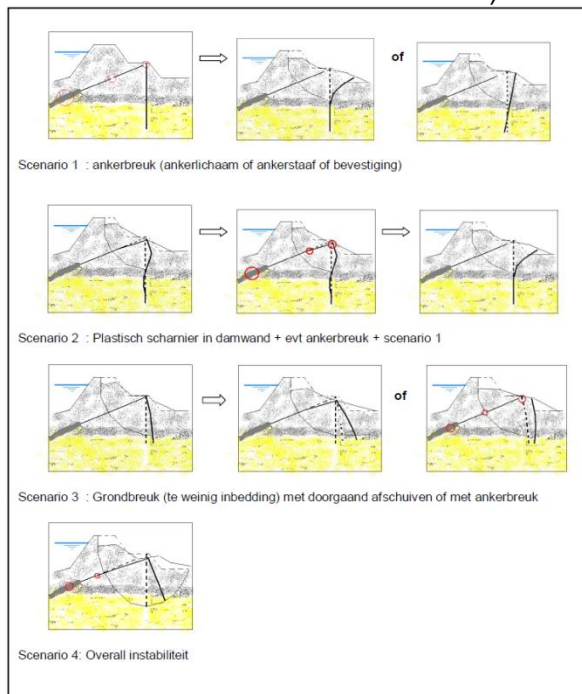 of
Scenario 1 : ankerbreuk (ankerlichaam of ankerstaaf of bevestiging)
Scenario 2 : Plastisch scharnier in damwand + evt ankerbreuk + scenario 1
of
Scenario 3 : Grondbreuk (te weinig inbedding) met doorgaand afschuiven of met ankerbreuk
Scenario 4: Overall instabiliteit